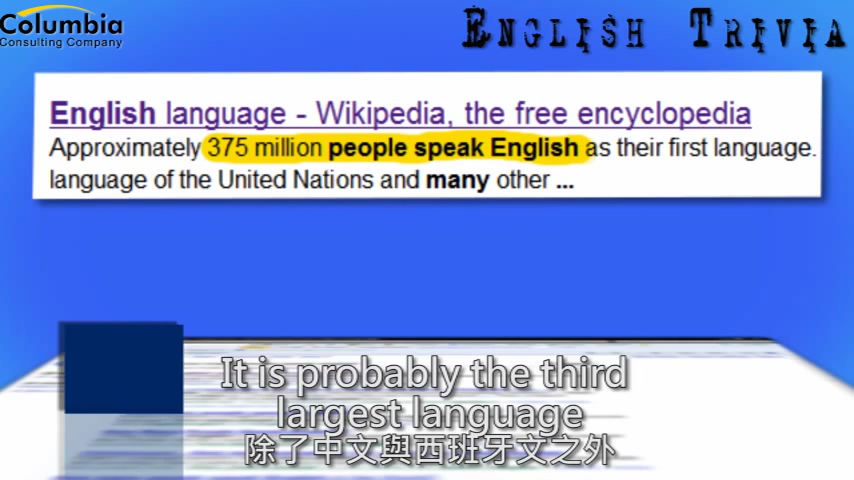 Columbia
Consulting Company
English Trivia
English language - Wikipedia, the free encyclopedia
Approximately 375 million people speak English as their first language.
language of the United Nations and many other ...
It is probably the third
largest language
除了中文與西班牙文之外